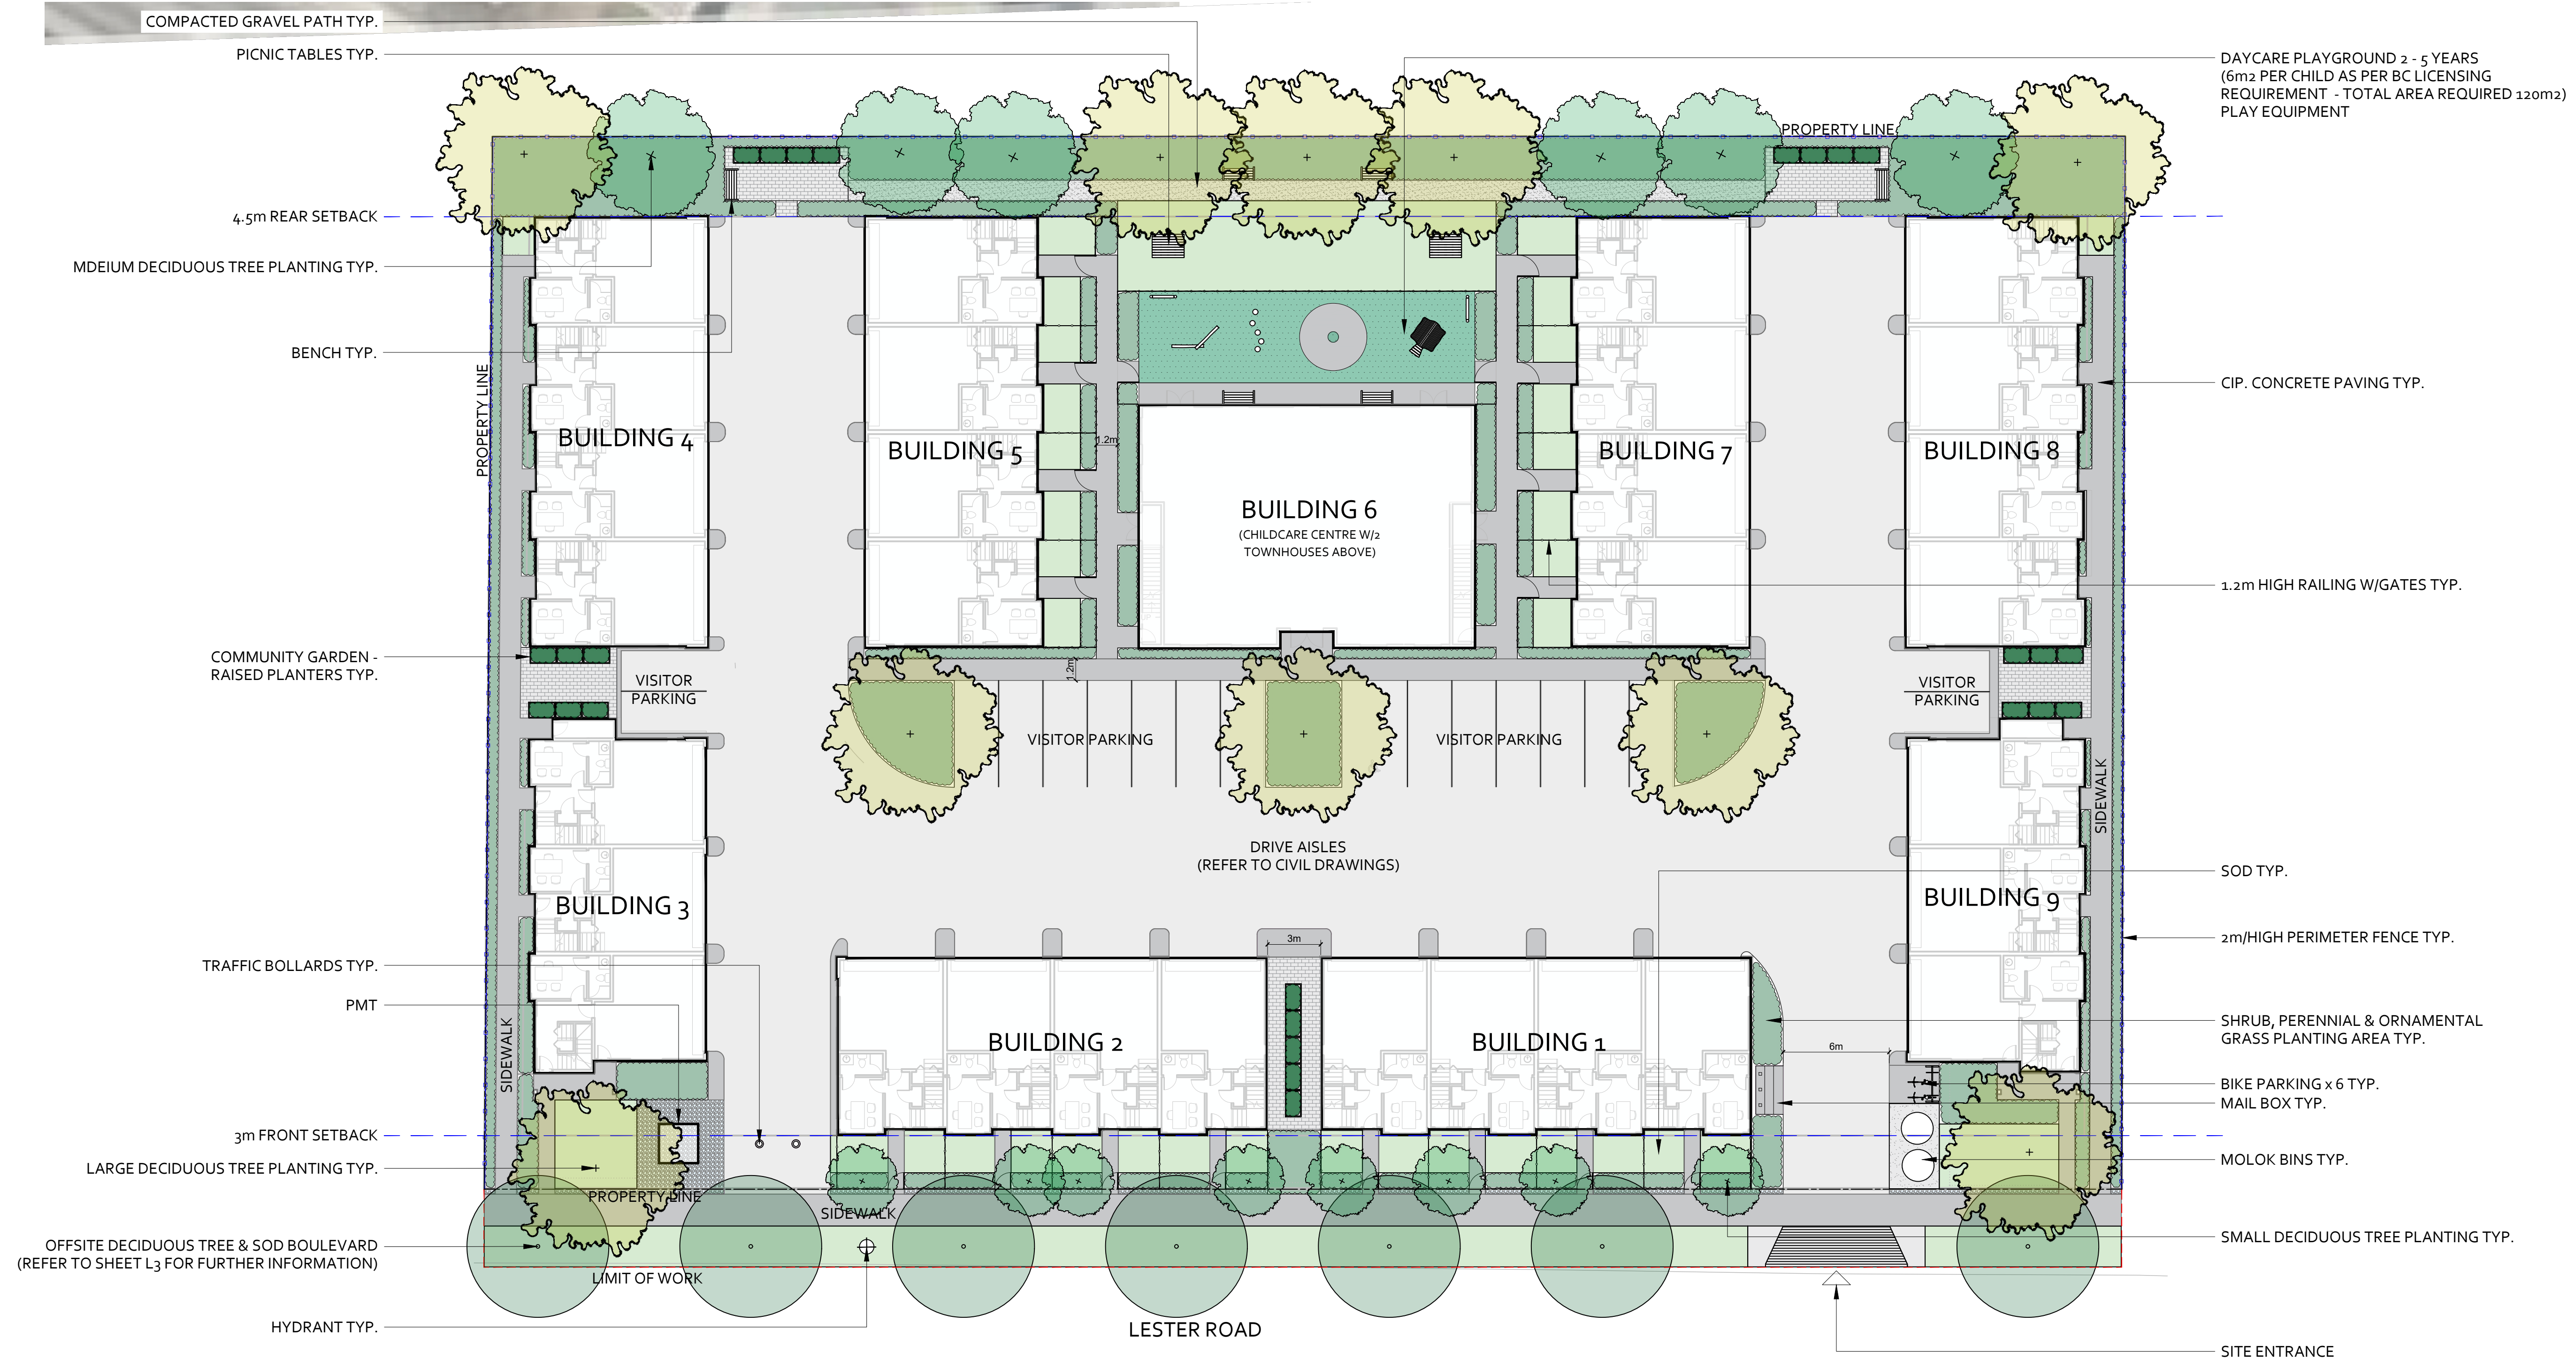 COMPACTED GRAVEL PATH TYP.
PICNIC TABLES TYP.
4.5m REAR SETBACK
MDEIUM DECIDUOUS TREE PLANTING TYP.
BENCH TYP.
COMMUNITY GARDEN -
RAISED PLANTERS TYP.
TRAFFIC BOLLARDS TYP.
PMT
3m FRONT SETBACK
LARGE DECIDUOUS TREE PLANTING TYP.
OFFSITE DECIDUOUS TREE & SOD BOULEVARD
(REFER TO SHEET L3 FOR FURTHER INFORMATION)
HYDRANT TYP.
PROPERTY LINE
PROPERTY LINE
BUILDING 4
BUILDING 5
1.2m
BUILDING 6
(CHILDCARE CENTRE W/2
TOWNHOUSES ABOVE)
BUILDING 7
BUILDING 8
VISITOR
PARKING
1.2m
VISITOR PARKING
VISITOR PARKING
VISITOR
PARKING
SIDEWALK
DRIVE AISLES
(REFER TO CIVIL DRAWINGS)
BUILDING 3
BUILDING 9
3m
BUILDING 2
BUILDING 1
6m
SIDEWALK
PROPERTY LINE
SIDEWALK
LIMIT OF WORK
LESTER ROAD
DAYCARE PLAYGROUND 2 - 5 YEARS
(6m2 PER CHILD AS PER BC LICENSING
REQUIREMENT - TOTAL AREA REQUIRED 120m2)
PLAY EQUIPMENT
CIP. CONCRETE PAVING TYP.
1.2m HIGH RAILING W/GATES TYP.
SOD TYP.
2m/HIGH PERIMETER FENCE TYP.
SHRUB, PERENNIAL & ORNAMENTAL
GRASS PLANTING AREA TYP.
BIKE PARKING x 6 TYP.
MAIL BOX TYP.
MOLOK BINS TYP.
SMALL DECIDUOUS TREE PLANTING TYP.
SITE ENTRANCE